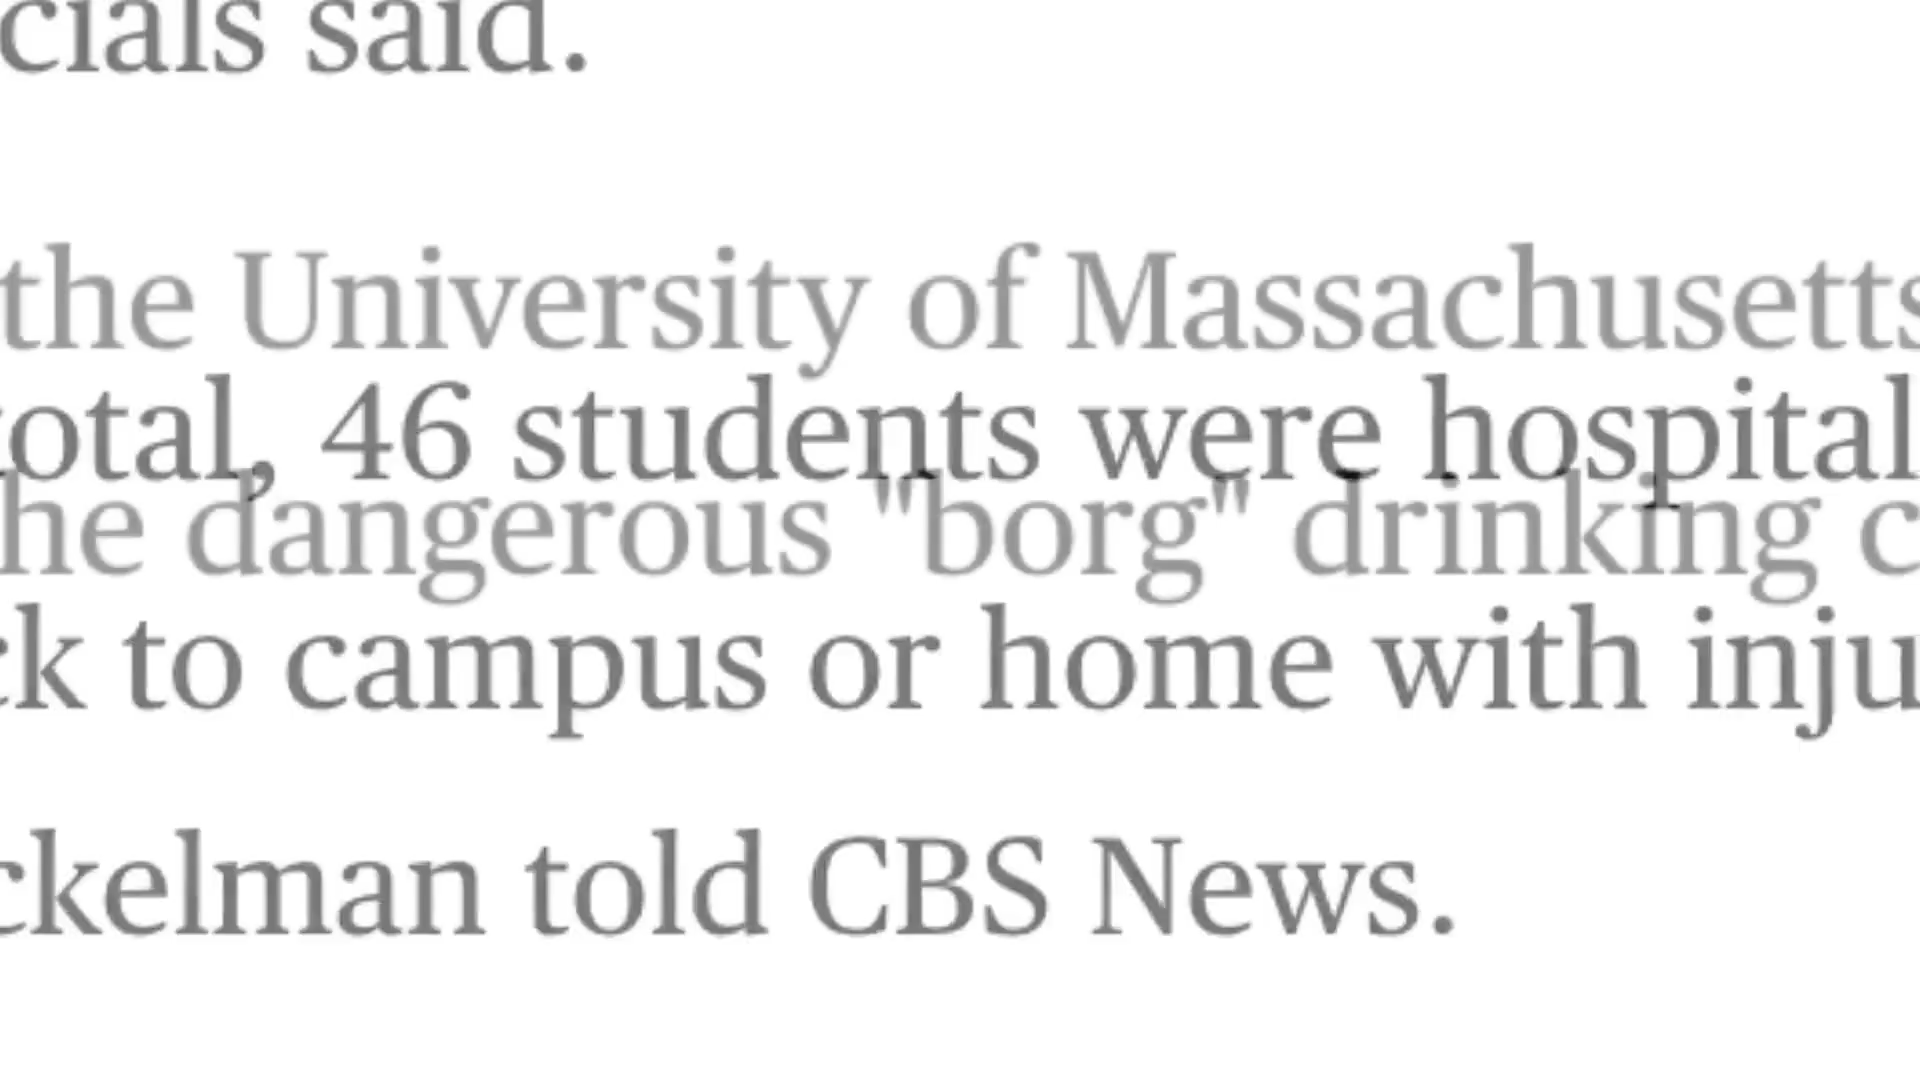 cials said.
the University of Massachusetts
total, 46 students were hospital
he dangerous "borg" drinking c
ck to campus or home with inju
ckelman told CBS News.